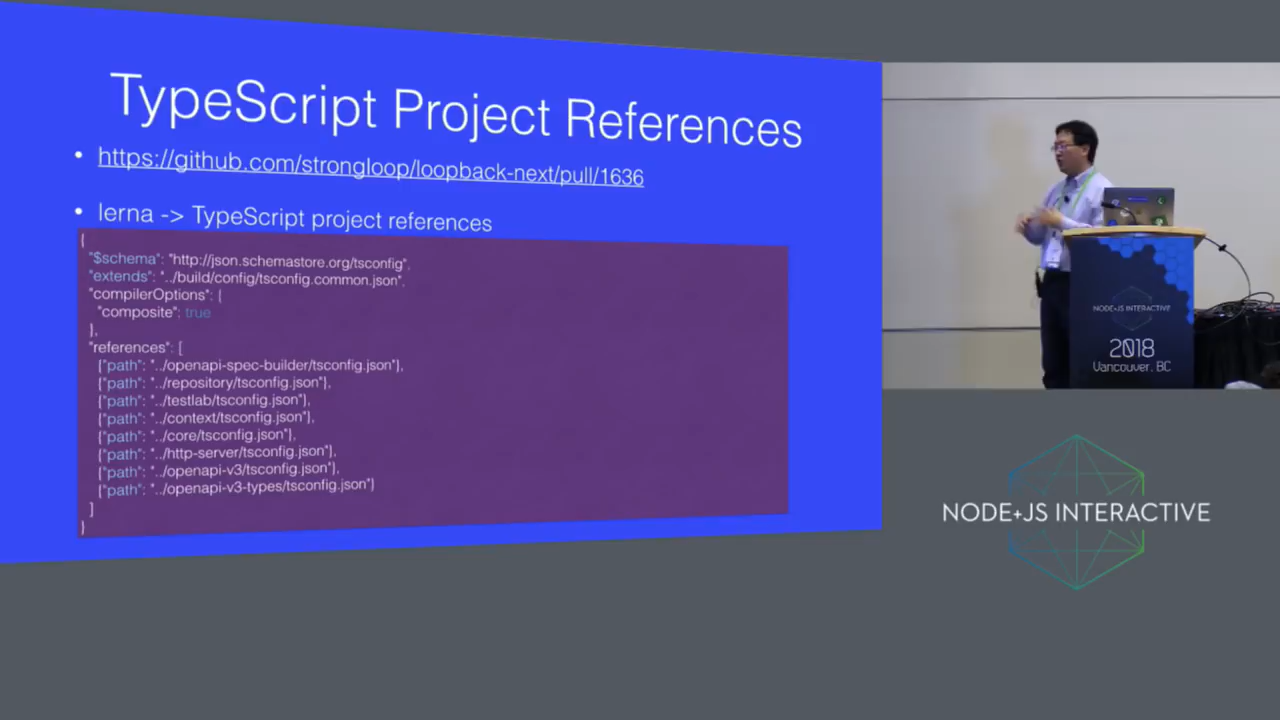 TypeScript Project References
• https://github.com/strongloop/loopback-next/pull/1636
• lerna -> TypeScript project references
{
"$schema": "http://json.schemastore.org/tsconfig",
"extends": "../build/config/tsconfig.common.json",
"compilerOptions": {
"composite": true
},
"references": [
{"path": "../openapi-spec-builder/tsconfig.json"},
{"path": "../repository/tsconfig.json"},
{"path": "../testlab/tsconfig.json"},
{"path": "../context/tsconfig.json"},
{"path": "../core/tsconfig.json"},
{"path": "../http-server/tsconfig.json"},
{"path": "../openapi-v3/tsconfig.json"},
{"path": "../openapi-v3-types/tsconfig.json"}
]
}
NODE+JS INTERACTIVE
2018
Vancouver, BC
NODE+JS INTERACTIVE